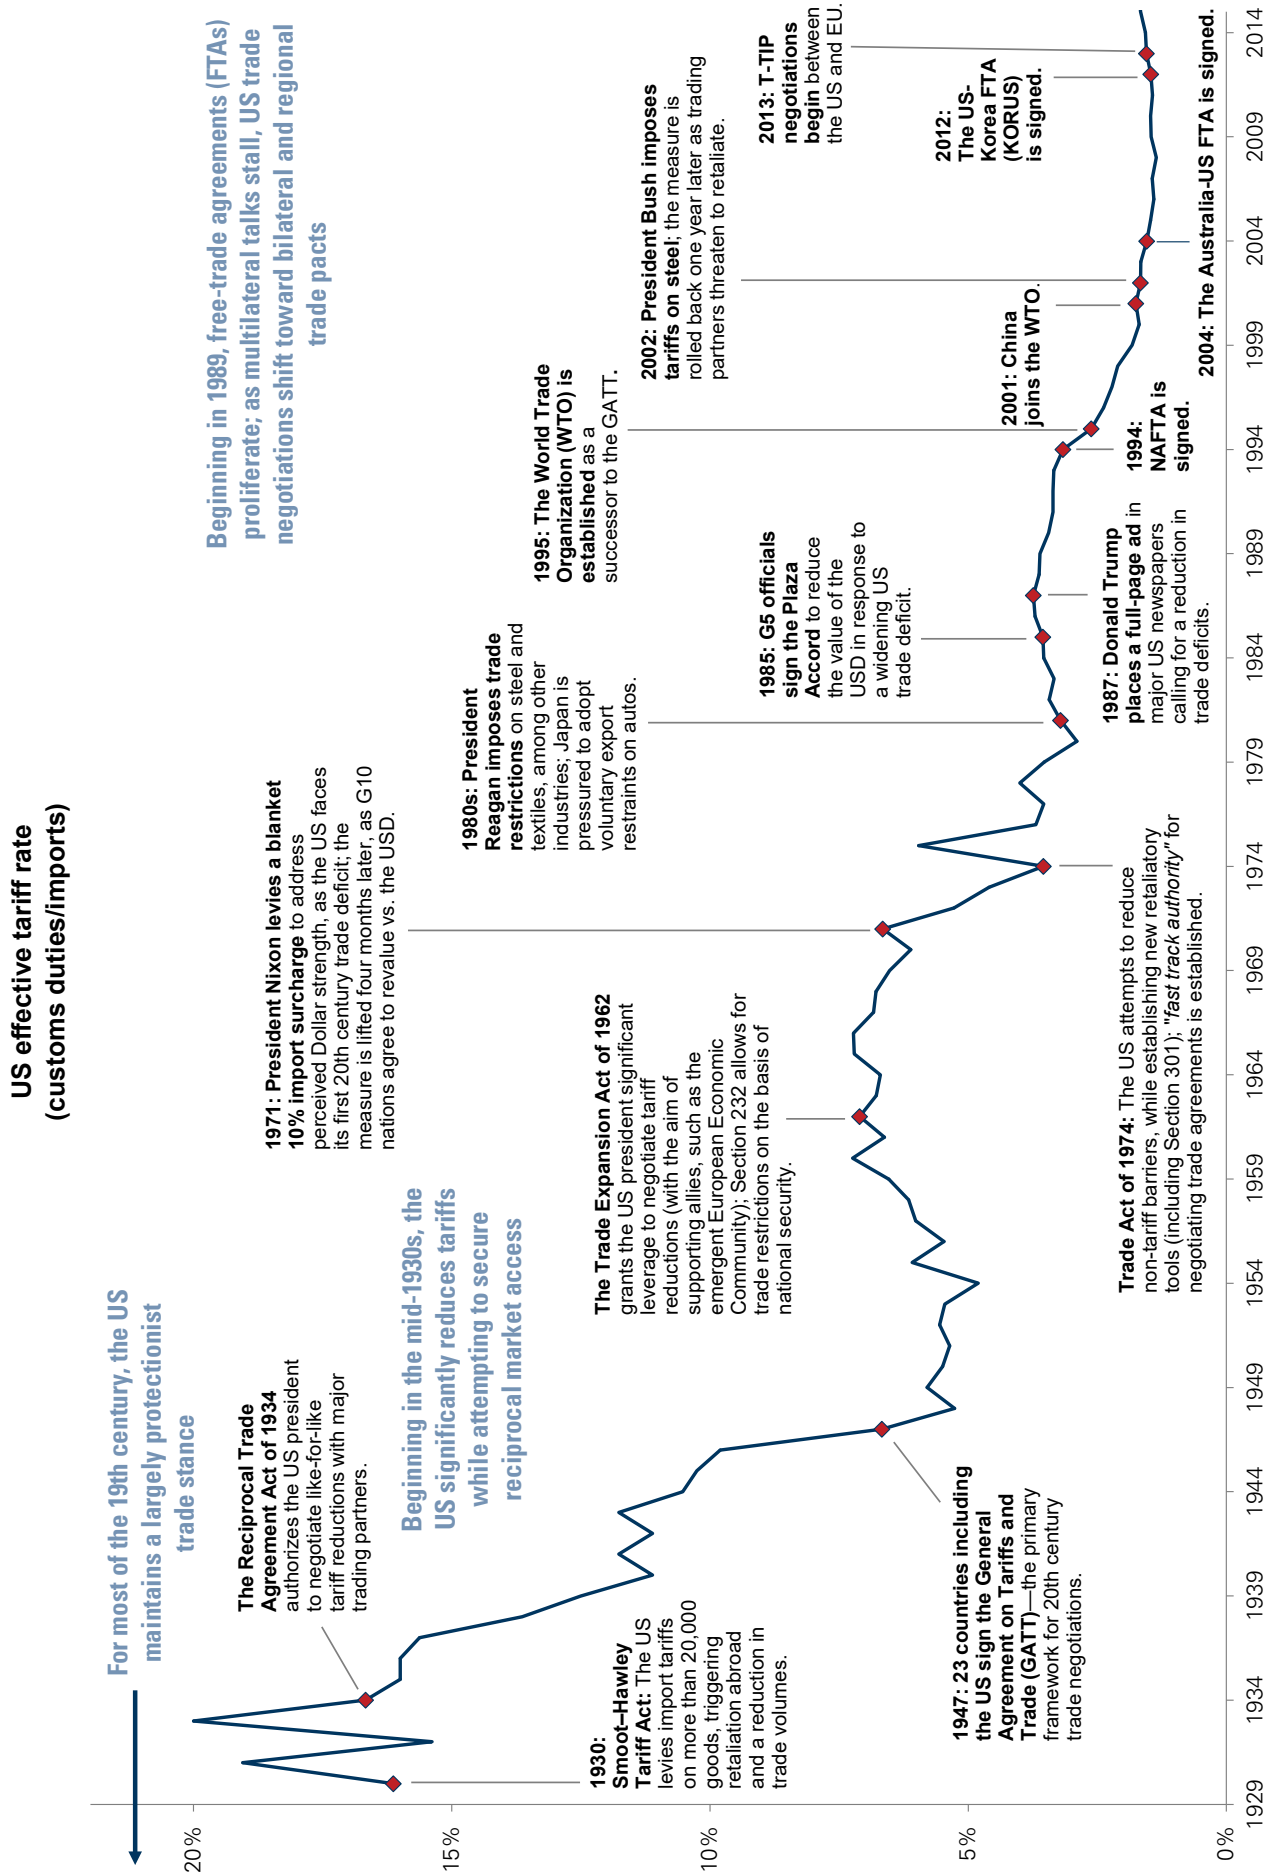 US effective tariff rate
(customs duties/imports)
For most of the 19th century, the US
maintains a largely protectionist
trade stance
Beginning in 1989, free-trade agreements (FTAs)
proliferate; as multilateral talks stall, US trade
negotiations shift toward bilateral and regional
trade pacts
The Reciprocal Trade
Agreement Act of 1934
authorizes the US president
to negotiate like-for-like
tariff reductions with major
trading partners.
1971: President Nixon levies a blanket
10% import surcharge to address
perceived Dollar strength, as the US faces
its first 20th century trade deficit; the
measure is lifted four months later, as G10
nations agree to revalue vs. the USD.
Beginning in the mid-1930s, the
US significantly reduces tariffs
while attempting to secure
reciprocal market access
1980s: President
Reagan imposes trade
restrictions on steel and
textiles, among other
industries; Japan is
pressured to adopt
voluntary export
restraints on autos.
1995: The World Trade
Organization (WTO) is
established as a
successor to the GATT.
2002: President Bush imposes
tariffs on steel; the measure is
rolled back one year later as trading
partners threaten to retaliate.
1930:
Smoot–Hawley
Tariff Act: The US
levies import tariffs
on more than 20,000
goods, triggering
retaliation abroad
and a reduction in
trade volumes.
The Trade Expansion Act of 1962
grants the US president significant
leverage to negotiate tariff
reductions (with the aim of
supporting allies, such as the
emergent European Economic
Community); Section 232 allows for
trade restrictions on the basis of
national security.
1985: G5 officials
sign the Plaza
Accord to reduce
the value of the
USD in response to
a widening US
trade deficit.
2013: T-TIP
negotiations
begin between
the US and EU.
2012:
The US-
Korea FTA
(KORUS)
is signed.
1947: 23 countries including
the US sign the General
Agreement on Tariffs and
Trade (GATT)—the primary
framework for 20th century
trade negotiations.
2001: China
joins the WTO.
Trade Act of 1974: The US attempts to reduce
non-tariff barriers, while establishing new retaliatory
tools (including Section 301); "fast track authority" for
negotiating trade agreements is established.
1987: Donald Trump
places a full-page ad in
major US newspapers
calling for a reduction in
trade deficits.
1994:
NAFTA is
signed.
2004: The Australia-US FTA is signed.
20%
15%
10%
5%
0%
1929 1934 1939 1944 1949 1954 1959 1964 1969 1974 1979 1984 1989 1994 1999 2004 2009 2014